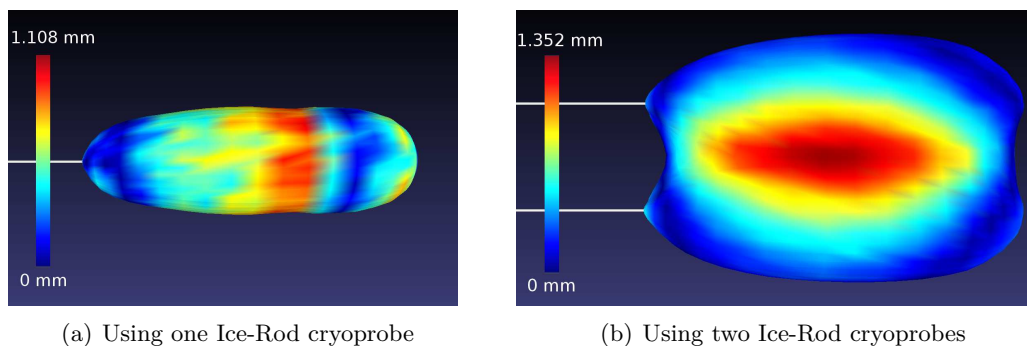 1.108 mm
0 mm
1.352 mm
0 mm
(a) Using one Ice-Rod cryoprobe
(b) Using two Ice-Rod cryoprobes